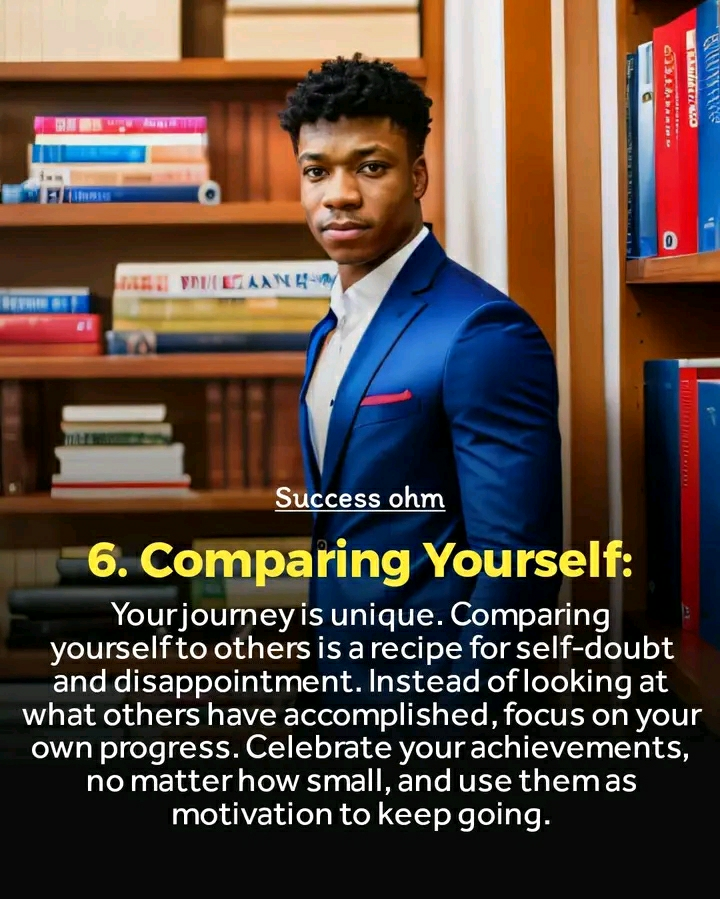 Success ohm
6. Comparing Yourself:
Your journey is unique. Comparing
yourself to others is a recipe for self-doubt
and disappointment. Instead of looking at
what others have accomplished, focus on your
own progress. Celebrate your achievements,
no matter how small, and use them as
motivation to keep going.